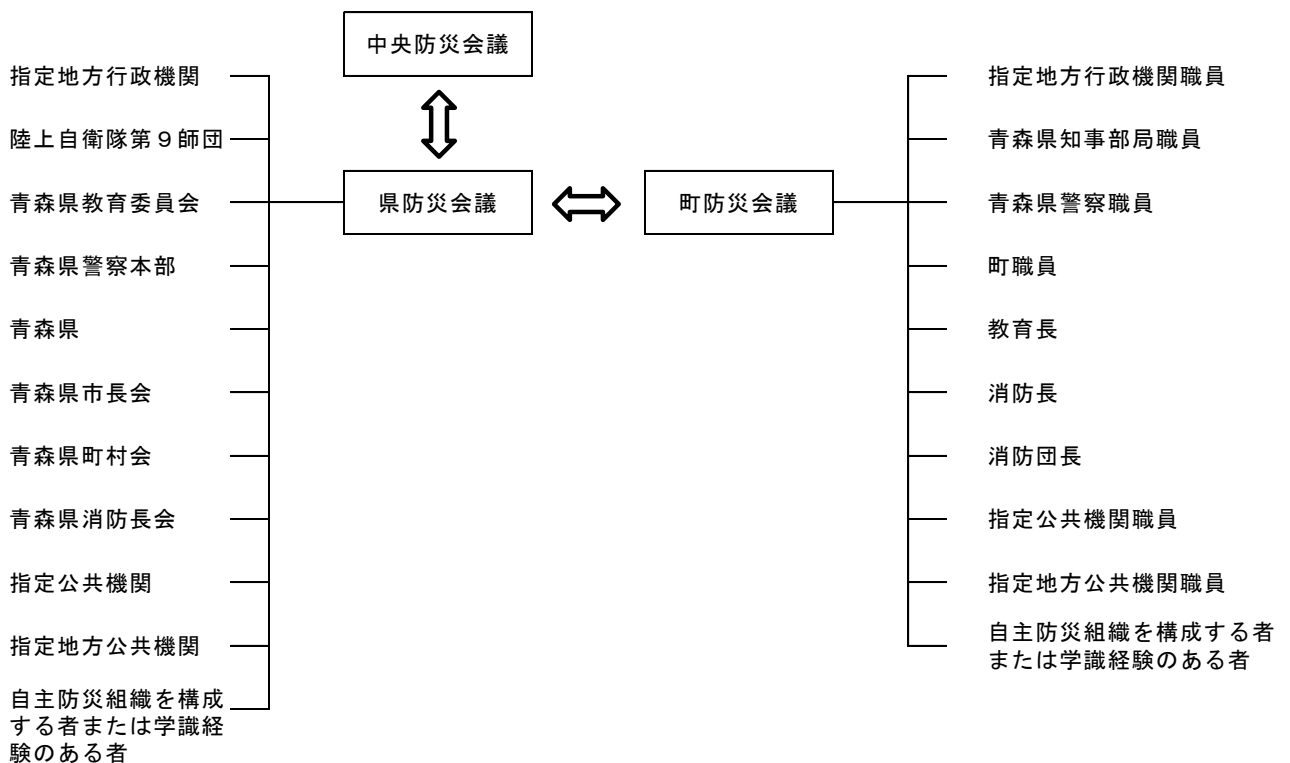 中央防災会議
県防災会議
町防災会議
指定地方行政機関
陸上自衛隊第９師団
青森県教育委員会
青森県警察本部
青森県
青森県市長会
青森県町村会
青森県消防長会
指定公共機関
指定地方公共機関
自主防災組織を構成
する者または学識経
験のある者
指定地方行政機関職員
青森県知事部局職員
青森県警察職員
町職員
教育長
消防長
消防団長
指定公共機関職員
指定地方公共機関職員
自主防災組織を構成する者
または学識経験のある者